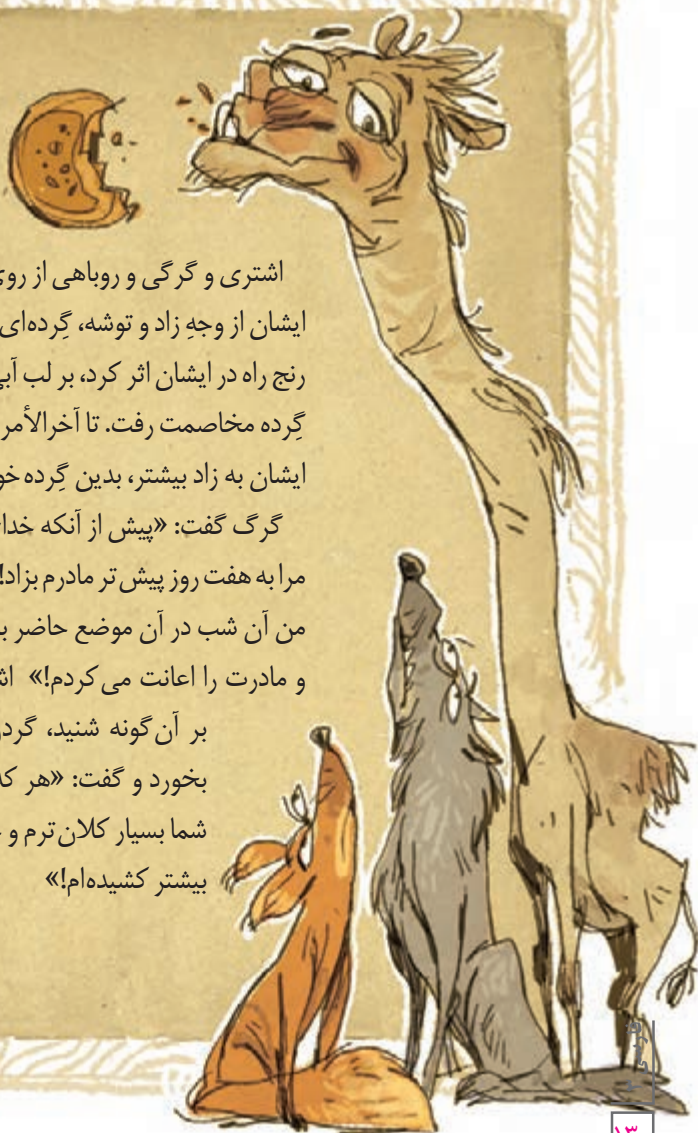 اشتری و گرگی و روباهی از روی
ایشان از وجهِ زاد و توشه، گِرده‌ای
رنج راه در ایشان اثر کرد، بر لب آبی
گِرده مخاصمت رفت. تا آخرالأمر
ایشان به زاد بیشتر، بدین گِرده خو
گرگ گفت: «پیش از آنکه خدا
مرا به هفت روز پیش‌تر مادرم بزاد!
من آن شب در آن موضع حاضر ب
و مادرت را اعانت می‌کردم!» اش
بر آن گونه شنید، گرد
بخورد و گفت: «هر که
شما بسیار کلان‌ترم و
بیشتر کشیده‌ام!»
۱۳